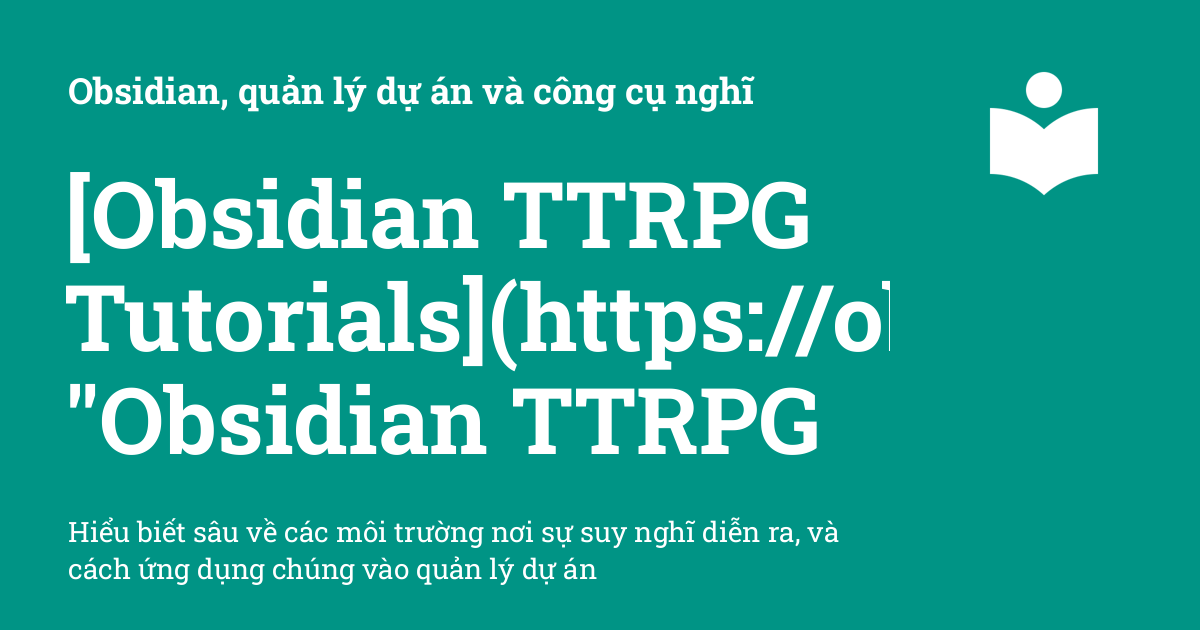 Obsidian, quản lý dự án và công cụ nghĩ
[Obsidian TTRPG
Tutorials](https://o
"Obsidian TTRPG
Hiểu biết sâu về các môi trường nơi sự suy nghĩ diễn ra, và
cách ứng dụng chúng vào quản lý dự án